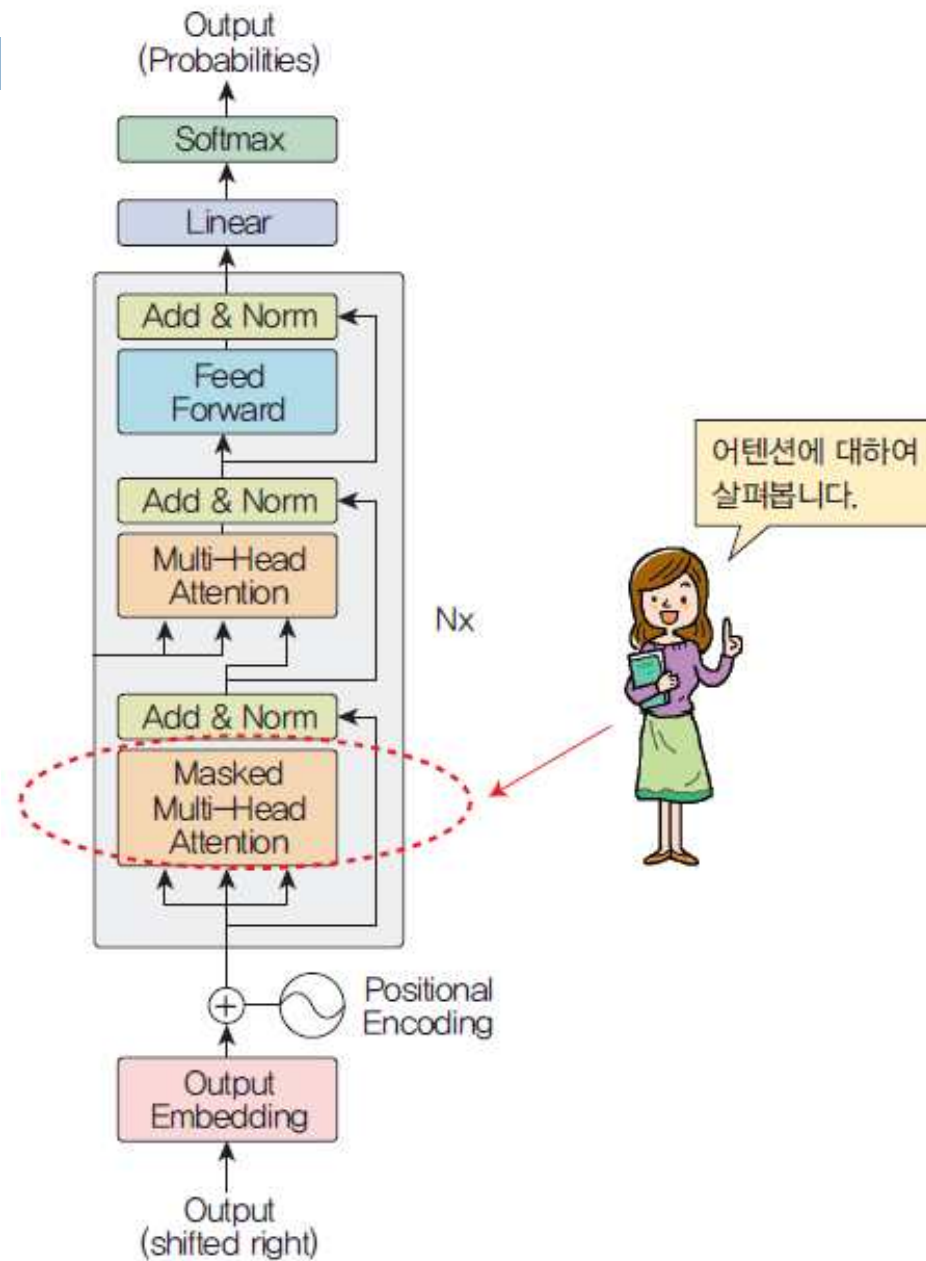 Output
(Probabilities)
Softmax
Linear
Add & Norm
Feed
Forward
Add & Norm
Multi-Head
Attention
Nx
Add & Norm
Masked
Multi-Head
Attention
Positional
Encoding
Output
Embedding
Output
(shifted right)
어텐션에 대하여
살펴봅니다.